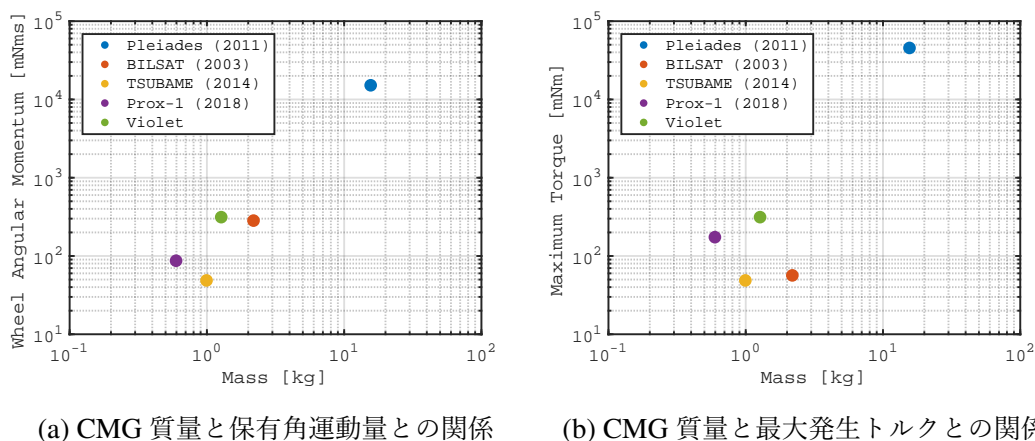 Wheel Angular Momentum [mNms]
10^5
10^4
10^3
10^2
10^1
Pleiades (2011)
BILSAT (2003)
TSUBAME (2014)
Prox-1 (2018)
Violet
10^-1
10^0
10^1
10^2
Mass [kg]
(a) CMG 質量と保有角運動量との関係
Maximum Torque [mNm]
10^5
10^4
10^3
10^2
10^1
Pleiades (2011)
BILSAT (2003)
TSUBAME (2014)
Prox-1 (2018)
Violet
10^-1
10^0
10^1
10^2
Mass [kg]
(b) CMG 質量と最大発生トルクとの関係